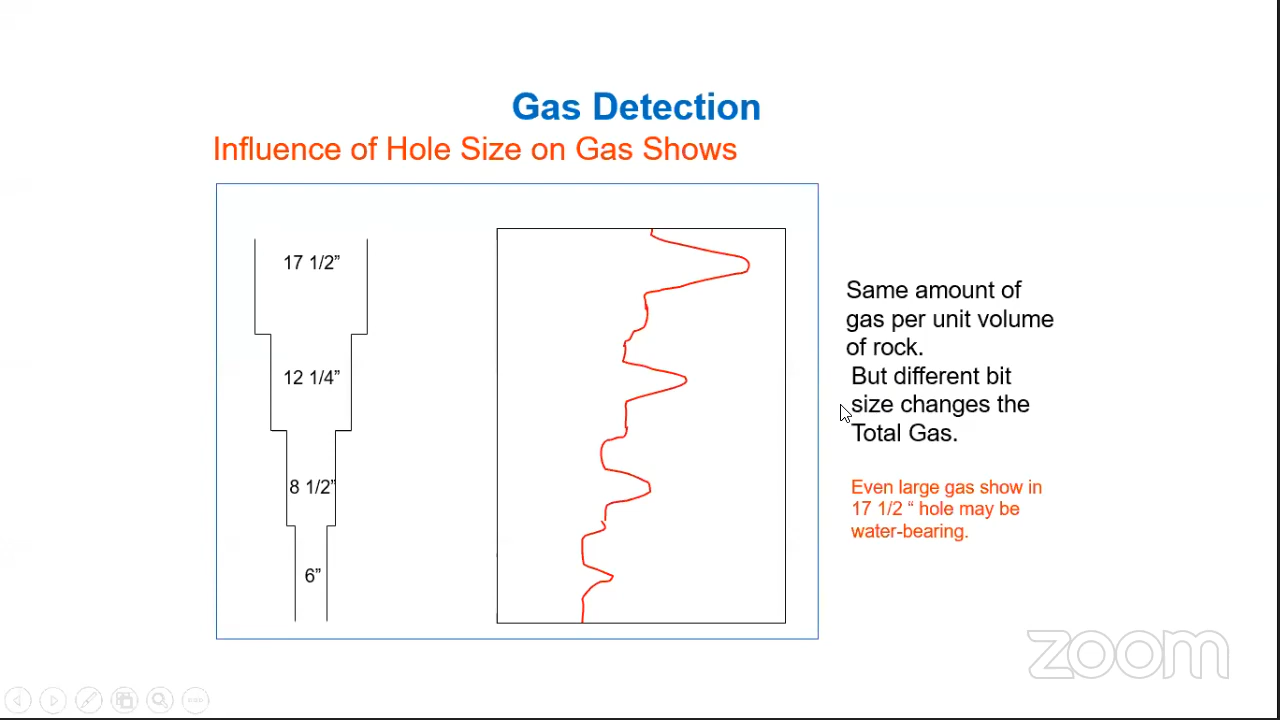 Gas Detection
Influence of Hole Size on Gas Shows
17 1/2”
12 1/4”
8 1/2”
6”
Same amount of
gas per unit volume
of rock.
But different bit
size changes the
Total Gas.
Even large gas show in
17 1/2 “ hole may be
water-bearing.
zoom